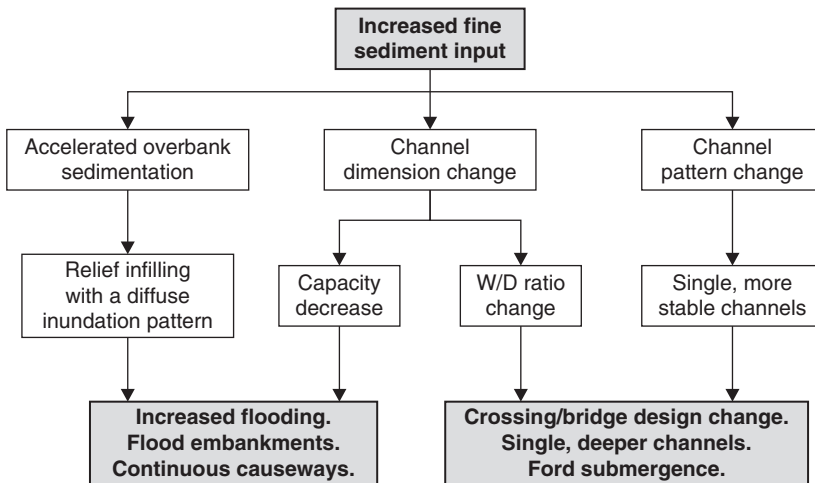 Increased fine
sediment input
Accelerated overbank
sedimentation
Channel
dimension change
Channel
pattern change
Relief infilling
with a diffuse
inundation pattern
Capacity
decrease
W/D ratio
change
Single, more
stable channels
Increased flooding.
Flood embankments.
Continuous causeways.
Crossing/bridge design change.
Single, deeper channels.
Ford submergence.